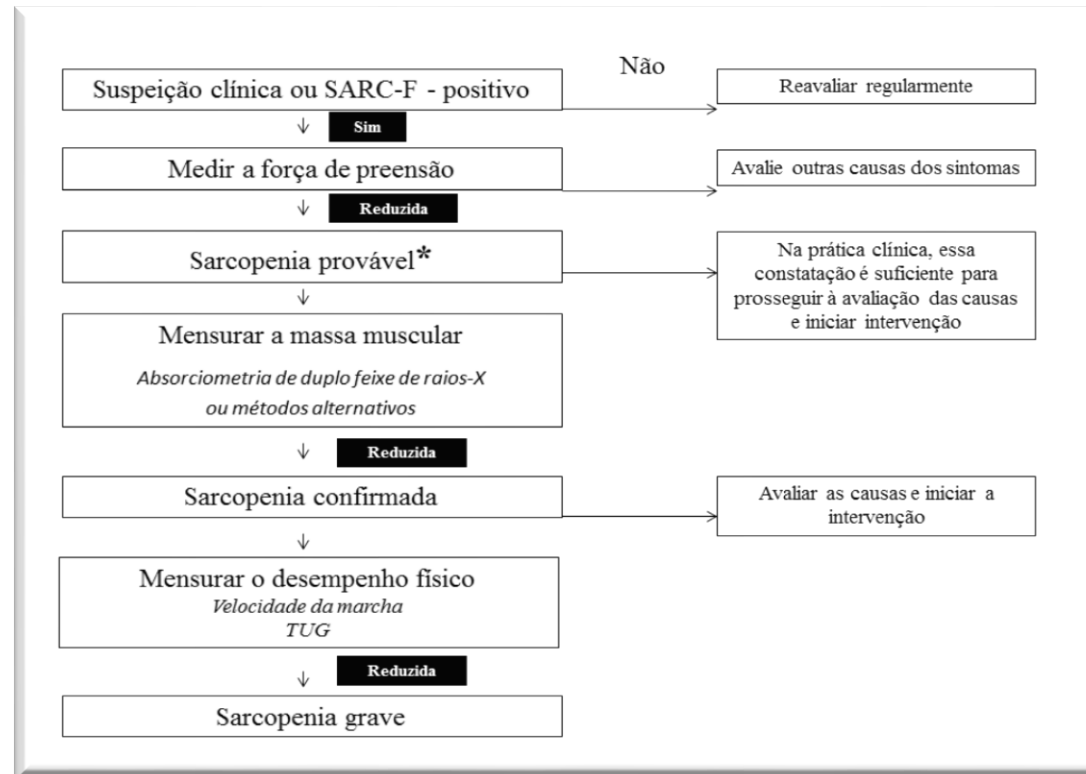 Não
Suspeição clínica ou SARC-F - positivo
Reavaliar regularmente
Sim
Medir a força de preensão
Avalie outras causas dos sintomas
Reduzida
Sarcopenia provável*
Na prática clínica, essa
constatação é suficiente para
prosseguir à avaliação das causas
e iniciar intervenção
Mensurar a massa muscular
Absorciometria de duplo feixe de raios-X
ou métodos alternativos
Reduzida
Sarcopenia confirmada
Avaliar as causas e iniciar a
intervenção
Mensurar o desempenho físico
Velocidade da marcha
TUG
Reduzida
Sarcopenia grave